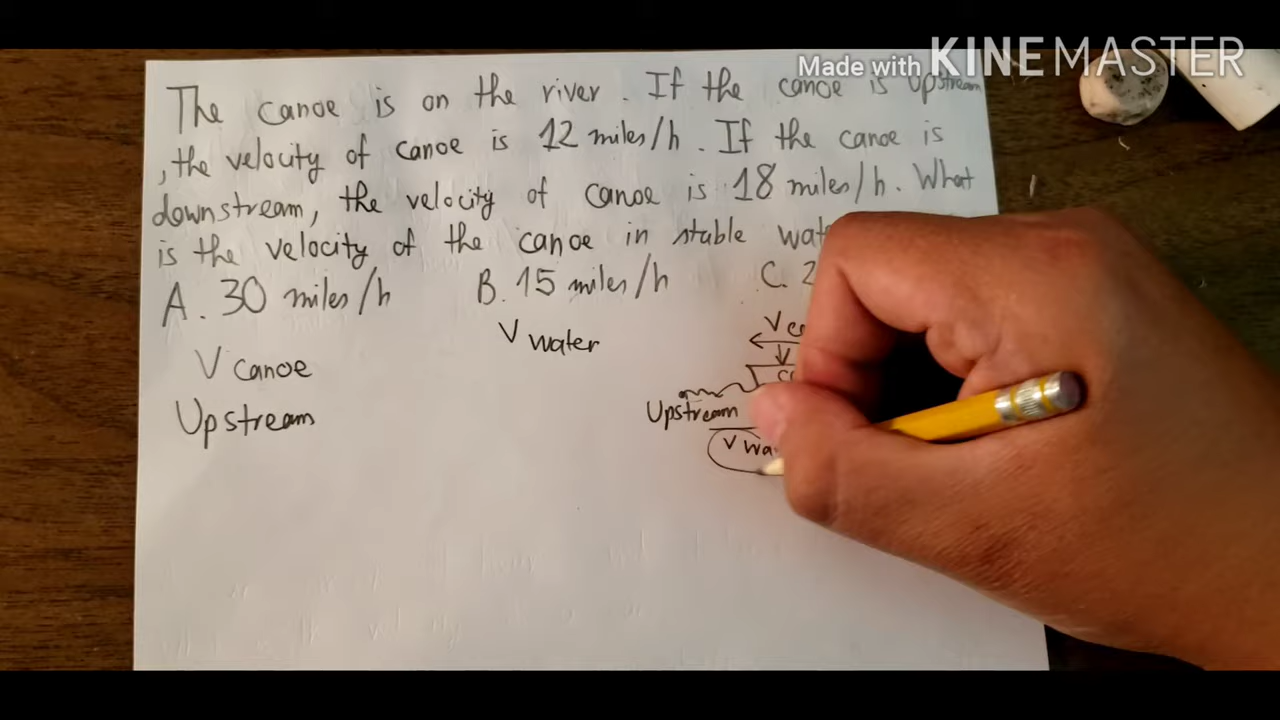 Made with KINEMASTER
The canoe is on the river. If the canoe is Upstream
, the velocity of canoe is 12 miles/h. If the canoe is
downstream, the velocity of canoe is 18 miles/h. What
is the velocity of the canoe in stable
A. 30 miles/h B. 15 miles/h C. 2
V water
V canoe
Upstream
V
Upstream
V